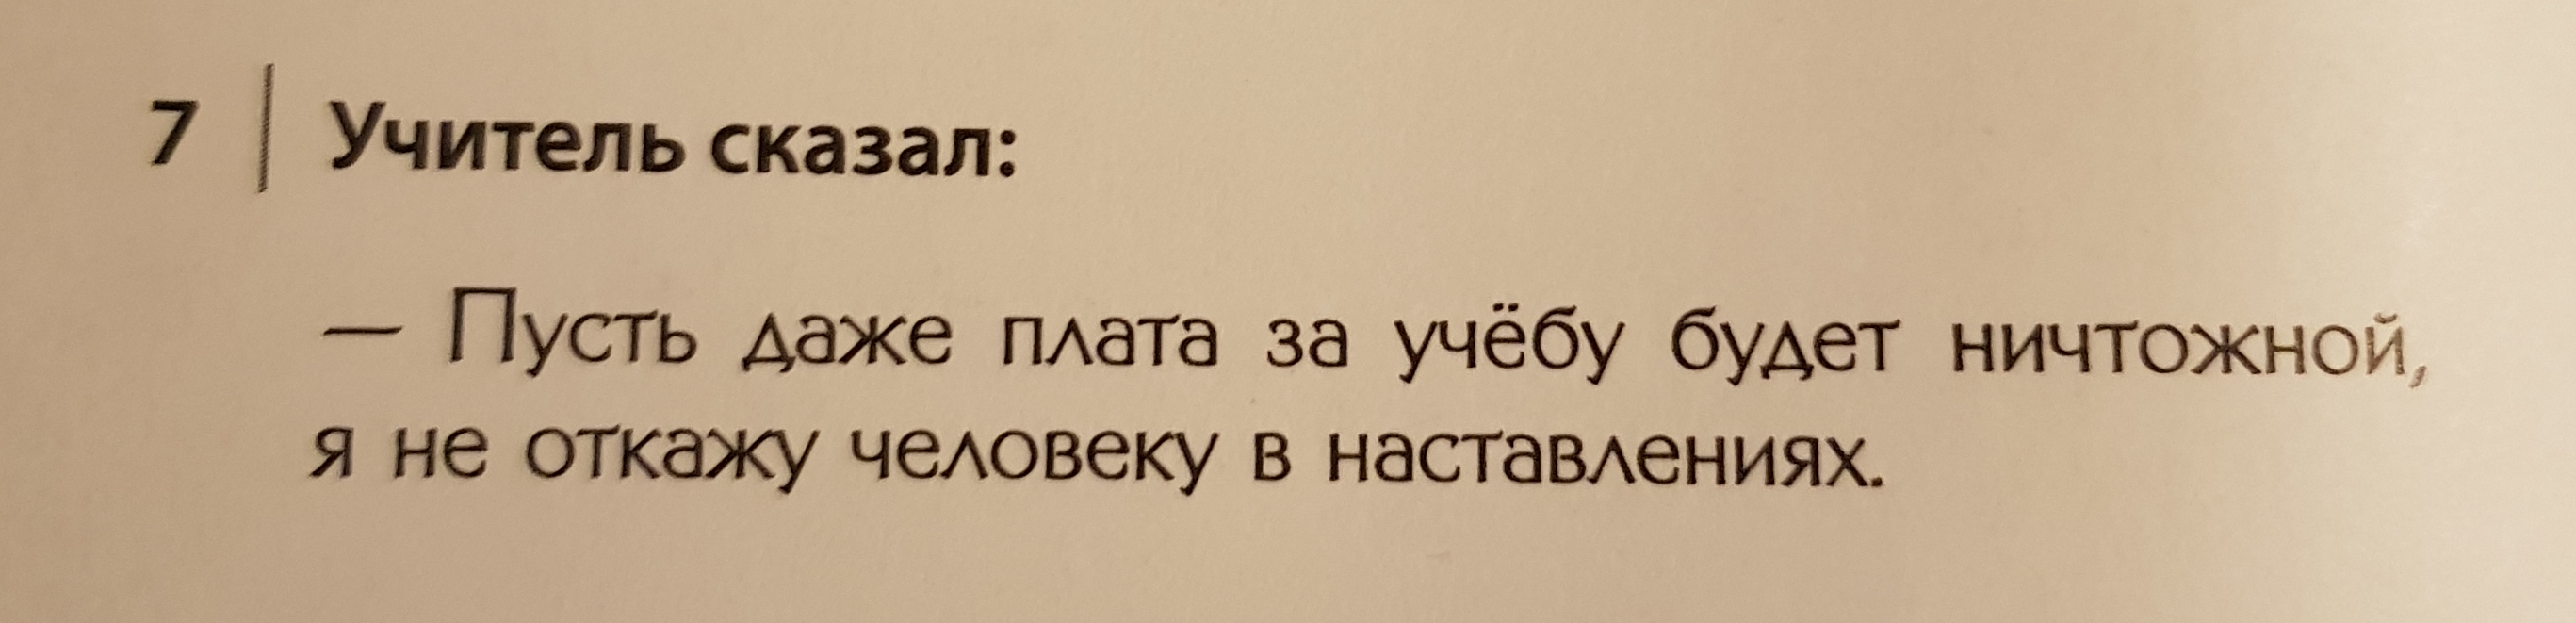 7 | Учитель сказал:
— Пусть даже плата за учёбу будет ничтожной,
я не откажу человеку в наставлениях.